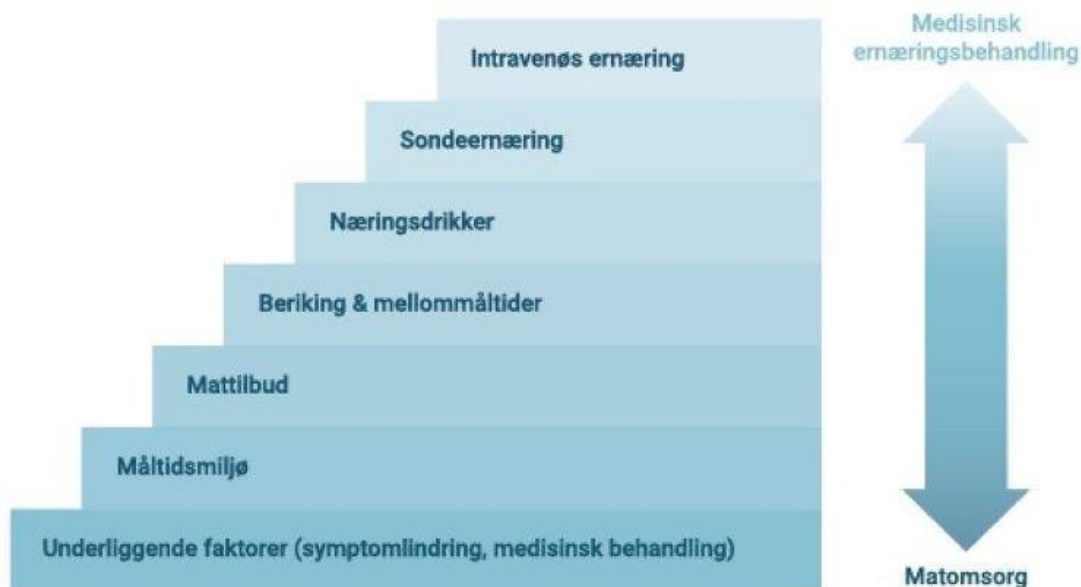 Medisinsk
ernæringsbehandling
Intravenøs ernæring
Sondeernæring
Næringsdrikker
Beriking & mellommåltider
Mattilbud
Måltidsmiljø
Underliggende faktorer (symptomlindring, medisinsk behandling)
Matomsorg